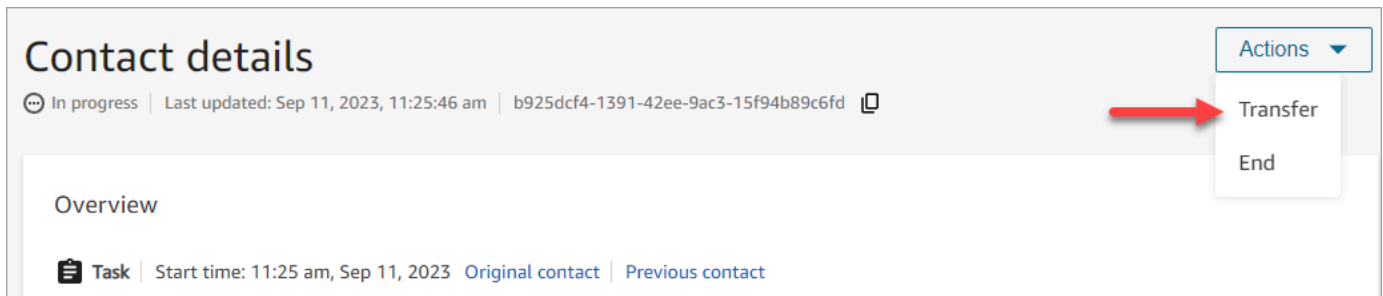 Contact details
Actions
In progress Last updated: Sep 11, 2023, 11:25:46 am b925dcf4-1391-42ee-9ac3-15f94b89c6fd
Transfer
End
Overview
Task Start time: 11:25 am, Sep 11, 2023 Original contact Previous contact